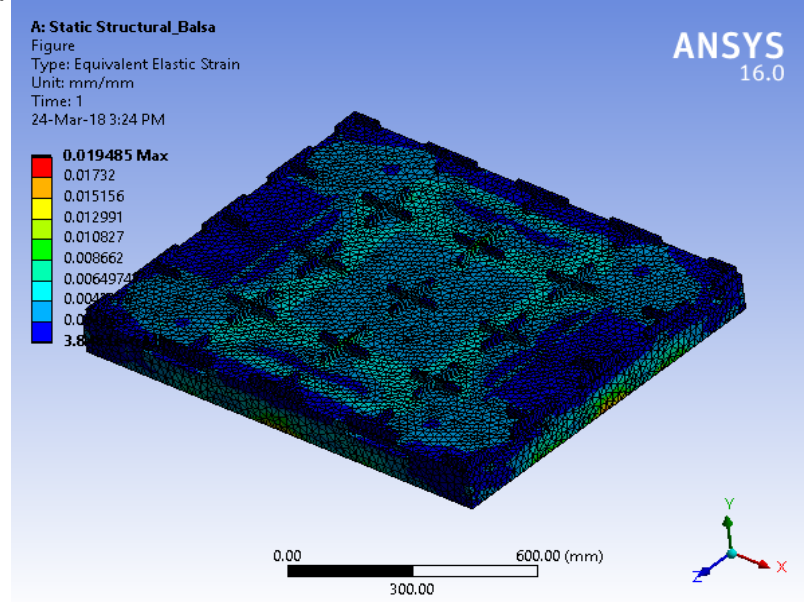 A: Static Structural_Balsa
Figure
Type: Equivalent Elastic Strain
Unit: mm/mm
Time: 1
24-Mar-18 3:24 PM
ANSYS
16.0
0.019485 Max
0.01732
0.015156
0.012991
0.010827
0.008662
0.00 600.00 (mm)
300.00
Y
X
Z